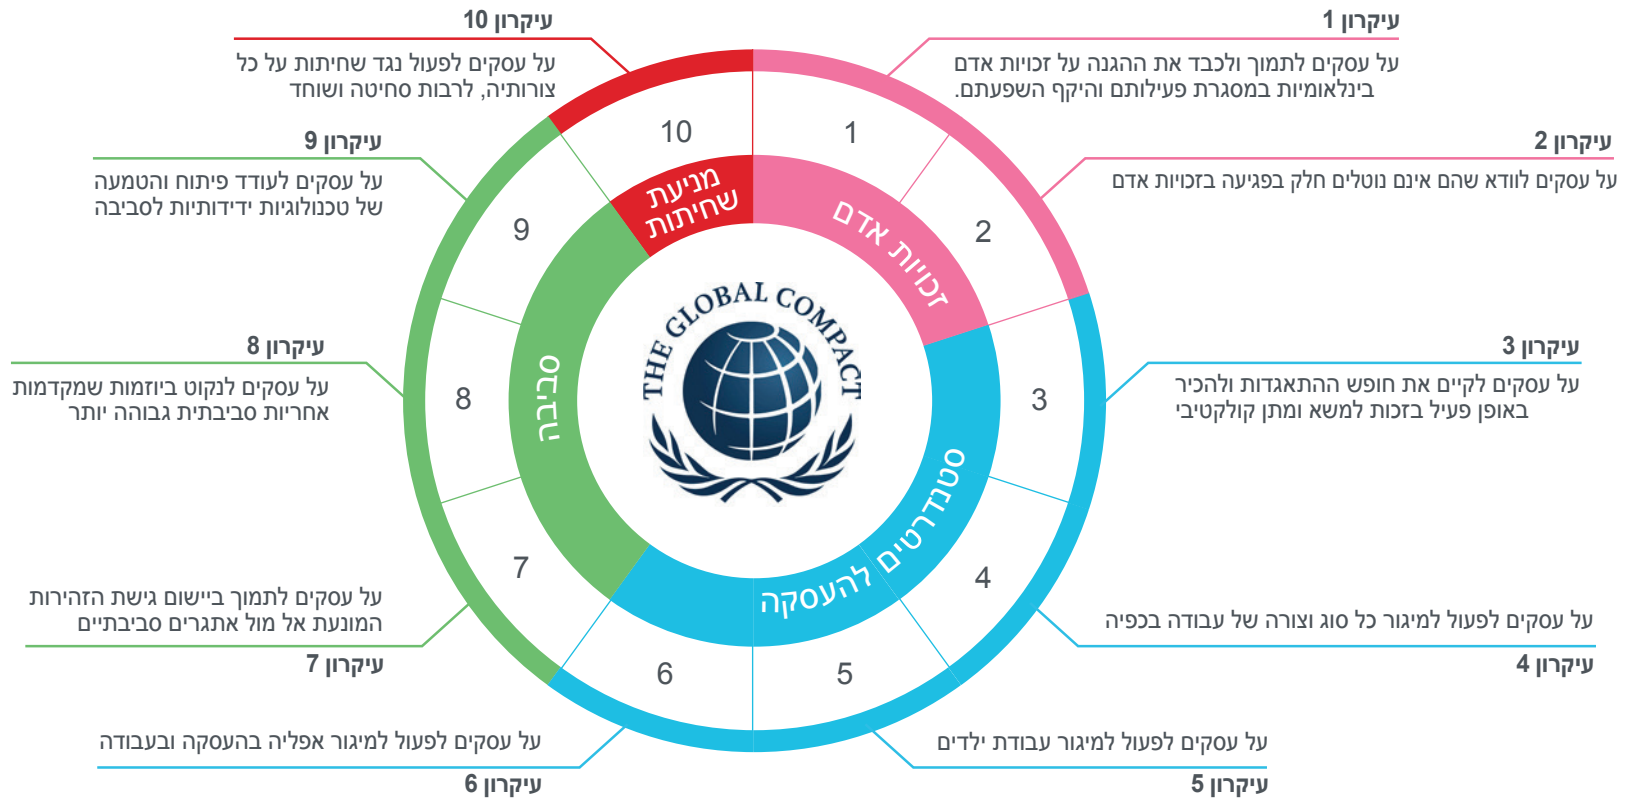 עיקרון 1
על עסקים לתמוך ולכבד את ההגנה על זכויות אדם
בינלאומיות במסגרת פעילותם והיקף השפעתם.
עיקרון 2
על עסקים לוודא שהם אינם נוטלים חלק בפגיעה בזכויות אדם
עיקרון 3
על עסקים לקיים את חופש ההתאגדות ולהכיר
באופן פעיל בזכות למשא ומתן קולקטיבי
על עסקים לפעול למיגור כל סוג וצורה של עבודה בכפיה
עיקרון 4
על עסקים לפעול למיגור עבודת ילדים
עיקרון 5
על עסקים לפעול למיגור אפליה בהעסקה ובעבודה
עיקרון 6
על עסקים לתמוך ביישום גישת הזהירות
המונעת אל מול אתגרים סביבתיים
עיקרון 7
עיקרון 8
על עסקים לנקוט ביוזמות שמקדמות
אחריות סביבתית גבוהה יותר
עיקרון 9
על עסקים לעודד פיתוח והטמעה
של טכנולוגיות ידידותיות לסביבה
עיקרון 10
על עסקים לפעול נגד שחיתות על כל
צורותיה, לרבות סחיטה ושוחד
1
2
3
4
5
6
7
8
9
10
זכויות אדם
סטנדרטים להעסקה
סביבה
מניעת
שחיתות
THE GLOBAL COMPACT